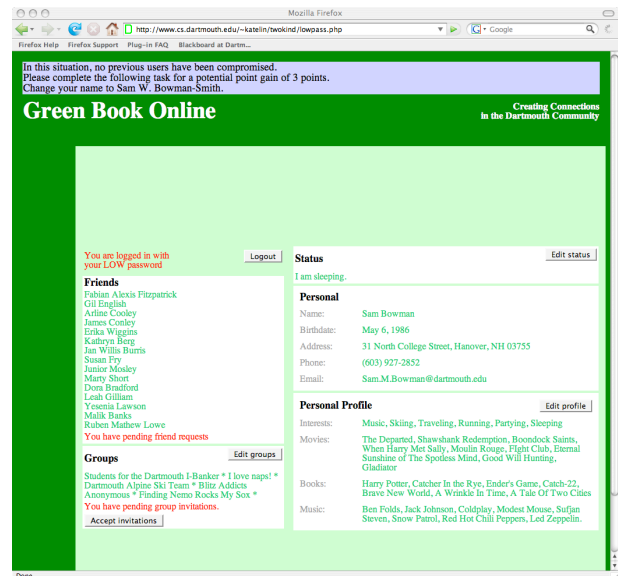 Mozilla Firefox
http://www.cs.dartmouth.edu/~katelin/twokind/lowpass.php
Google
Firefox Help Firefox Support Plug-in FAQ Blackboard at Dartm...
In this situation, no previous users have been compromised.
Please complete the following task for a potential point gain of 3 points.
Change your name to Sam W. Bowman-Smith.
Green Book Online
Creating Connections
in the Dartmouth Community
You are logged in with
your LOW password
Logout
Friends
Fabian Alexis Fitzpatrick
Gil English
Arline Cooley
James Conley
Erika Wiggins
Kathryn Berg
Jan Willis Burris
Susan Fry
Junior Mosley
Marty Short
Dora Bradford
Leah Gilliam
Yesenia Lawson
Malik Banks
Ruben Mathew Lowe
You have pending friend requests
Groups
Edit groups
Students for the Dartmouth I-Banker * I love naps! *
Dartmouth Alpine Ski Team * Blitz Addicts
Anonymous * Finding Nemo Rocks My Sox *
You have pending group invitations.
Accept invitations
Status
Edit status
I am sleeping.
Personal
Name: Sam Bowman
Birthdate: May 6, 1986
Address: 31 North College Street, Hanover, NH 03755
Phone: (603) 927-2852
Email: Sam.M.Bowman@dartmouth.edu
Personal Profile
Edit profile
Interests: Music, Skiing, Traveling, Running, Partying, Sleeping
Movies: The Departed, Shawshank Redemption, Boondock Saints,
When Harry Met Sally, Moulin Rouge, FIght Club, Eternal
Sunshine of The Spotless Mind, Good Will Hunting,
Gladiator
Books: Harry Potter, Catcher In the Rye, Ender's Game, Catch-22,
Brave New World, A Wrinkle In Time, A Tale Of Two Cities
Music: Ben Folds, Jack Johnson, Coldplay, Modest Mouse, Sufjan
Steven, Snow Patrol, Red Hot Chili Peppers, Led Zeppelin.
Done